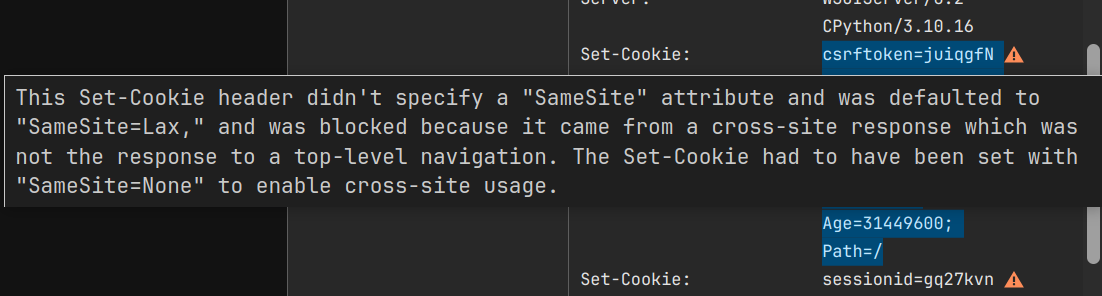 Server:
CPython/3.10.16
Set-Cookie:
csrftoken=juiqgfN
This Set-Cookie header didn't specify a "SameSite" attribute and was defaulted to
"SameSite=Lax," and was blocked because it came from a cross-site response which was
not the response to a top-level navigation. The Set-Cookie had to have been set with
"SameSite=None" to enable cross-site usage.
Age=31449600;
Path=/
Set-Cookie:
sessionid=gq27kvn